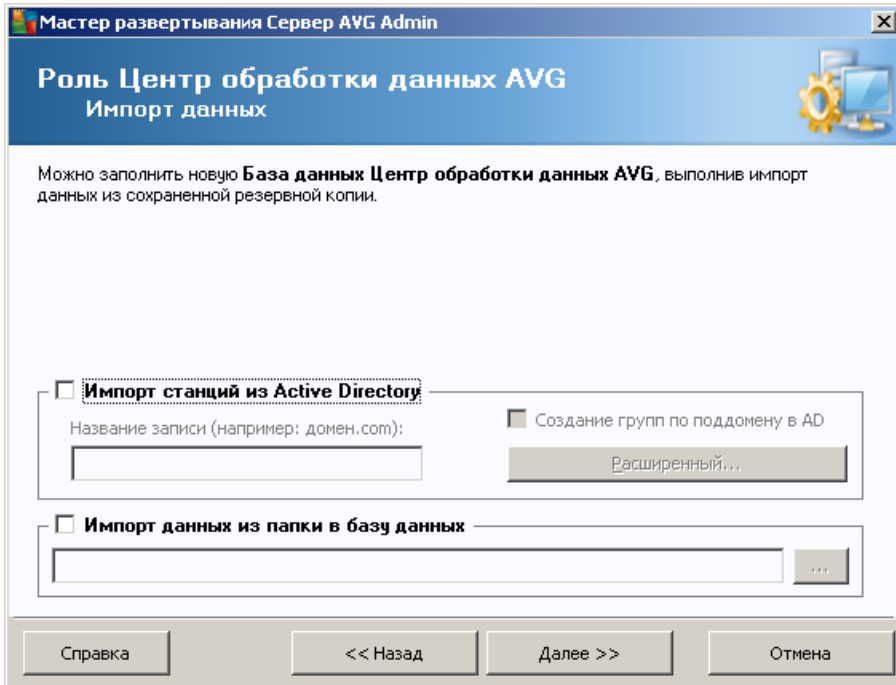 Мастер развертывания Сервер AVG Admin
Роль Центр обработки данных AVG
Импорт данных
Можно заполнить новую База данных Центр обработки данных AVG, выполнив импорт
данных из сохраненной резервной копии.
Импорт станций из Active Directory
Название записи (например: домен.com):
Создание групп по поддомену в AD
Расширенный...
Импорт данных из папки в базу данных
...
Справка
<< Назад
Далее >>
Отмена